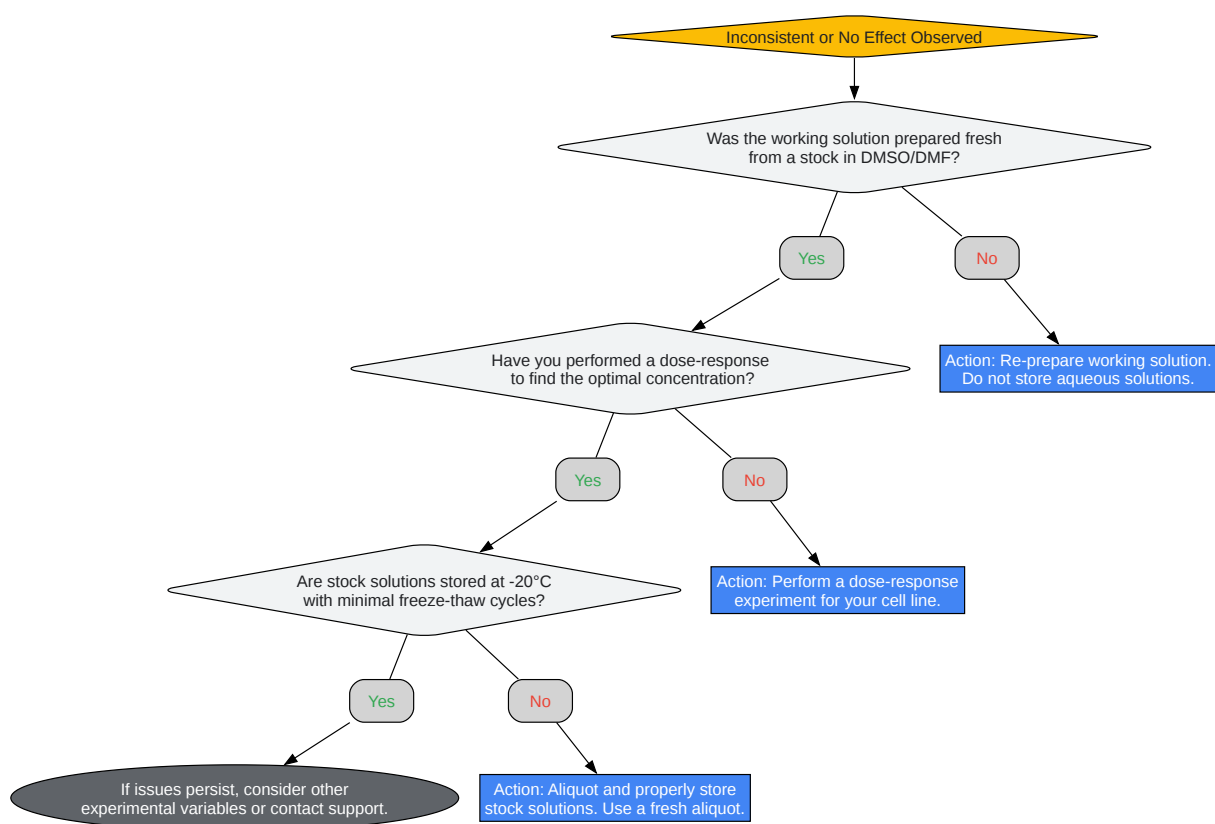 Inconsistent or No Effect Observed
Was the working solution prepared fresh
from a stock in DMSO/DMF?
Yes
No
Have you performed a dose-response
to find the optimal concentration?
Action: Re-prepare working solution.
Do not store aqueous solutions.
Yes
No
Are stock solutions stored at -20°C
with minimal freeze-thaw cycles?
Action: Perform a dose-response
experiment for your cell line.
Yes
No
If issues persist, consider other
experimental variables or contact support.
Action: Aliquot and properly store
stock solutions. Use a fresh aliquot.